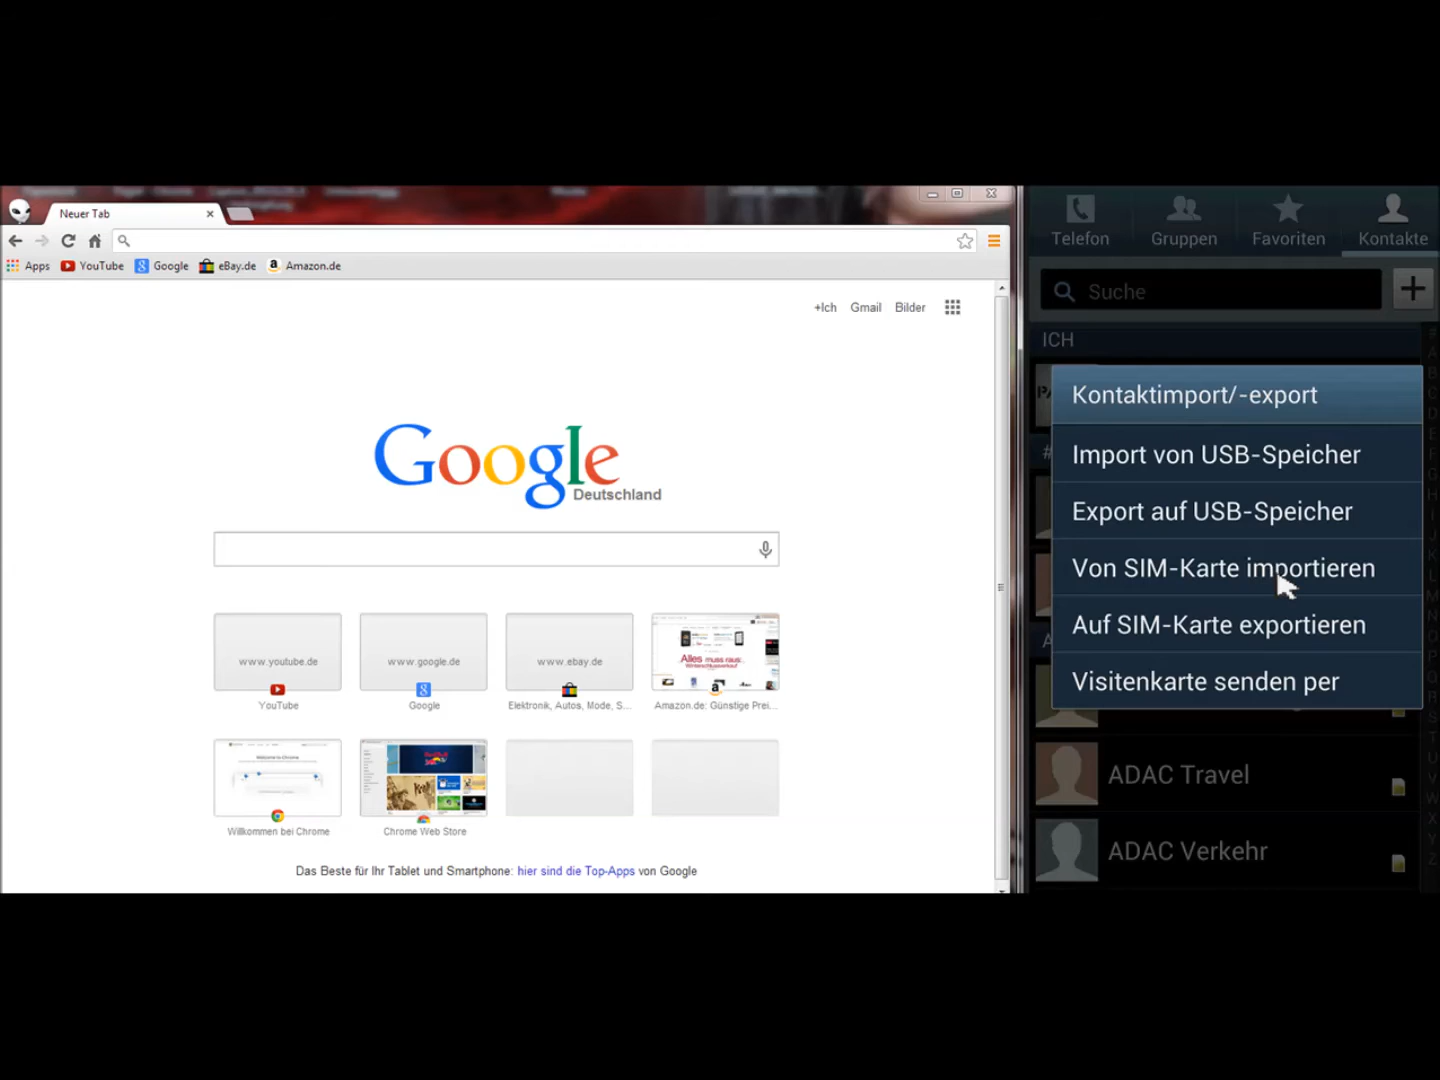 Neuer Tab
Apps YouTube Google eBay.de Amazon.de
+Ich Gmail Bilder
Google
Deutschland
www.youtube.de www.google.de www.ebay.de
Alles muss raus:
YouTube Google Elektronik, Autos, Mode, S... Amazon.de: Günstige Prei...
Willkommen bei Chrome Chrome Web Store
Das Beste für Ihr Tablet und Smartphone: hier sind die Top-Apps von Google
Telefon Gruppen Favoriten Kontakte
Suche
ICH
Kontaktimport/-export
Import von USB-Speicher
Export auf USB-Speicher
Von SIM-Karte importieren
Auf SIM-Karte exportieren
Visitenkarte senden per
ADAC Travel
ADAC Verkehr